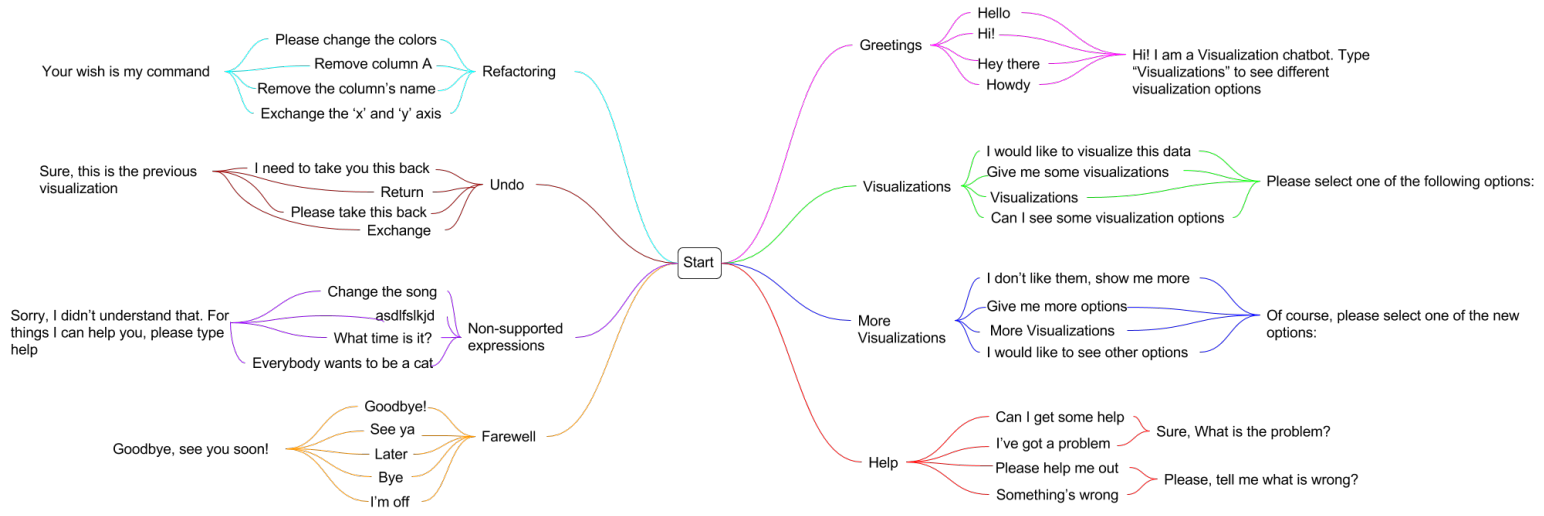 Start
Greetings
Hello
Hi!
Hey there
Howdy
Hi! I am a Visualization chatbot. Type
“Visualizations” to see different
visualization options
Visualizations
I would like to visualize this data
Give me some visualizations
Visualizations
Can I see some visualization options
Please select one of the following options:
More
Visualizations
I don’t like them, show me more
Give me more options
More Visualizations
I would like to see other options
Of course, please select one of the new
options:
Help
Can I get some help
I’ve got a problem
Please help me out
Something’s wrong
Sure, What is the problem?
Please, tell me what is wrong?
Refactoring
Please change the colors
Remove column A
Remove the column’s name
Exchange the ‘x’ and ‘y’ axis
Your wish is my command
Undo
I need to take you this back
Return
Please take this back
Exchange
Sure, this is the previous
visualization
Non-supported
expressions
Change the song
asdlfslkjd
What time is it?
Everybody wants to be a cat
Sorry, I didn’t understand that. For
things I can help you, please type
help
Farewell
Goodbye!
See ya
Later
Bye
I’m off
Goodbye, see you soon!